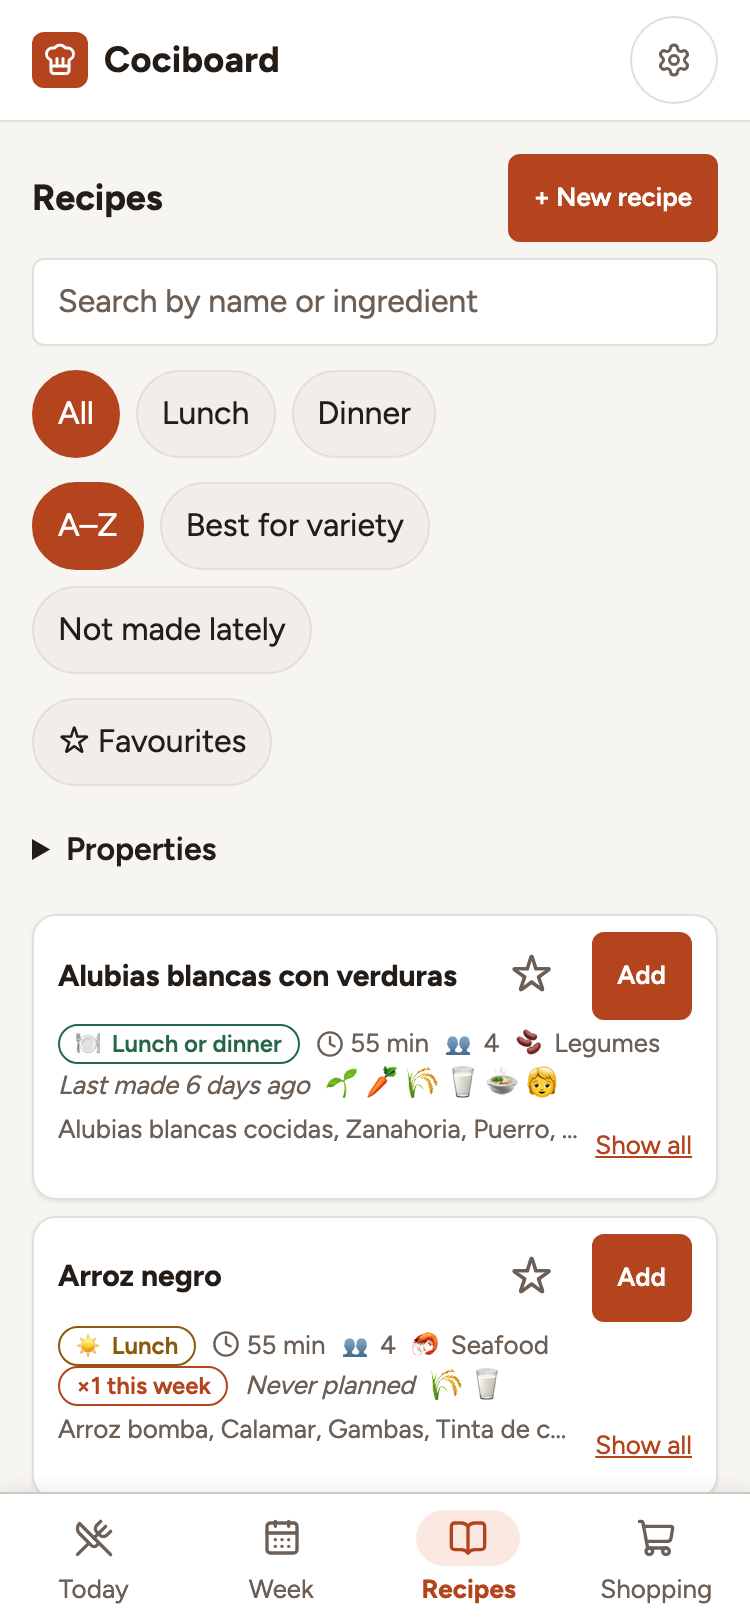 Cociboard
Recipes
+ New recipe
Search by name or ingredient
All
Lunch
Dinner
A–Z
Best for variety
Not made lately
☆ Favourites
▶ Properties
Alubias blancas con verduras
Add
Lunch or dinner 55 min 4 Legumes
Last made 6 days ago
Alubias blancas cocidas, Zanahoria, Puerro, ...
Show all
Arroz negro
Add
Lunch 55 min 4 Seafood
×1 this week Never planned
Arroz bomba, Calamar, Gambas, Tinta de c...
Show all
Today
Week
Recipes
Shopping